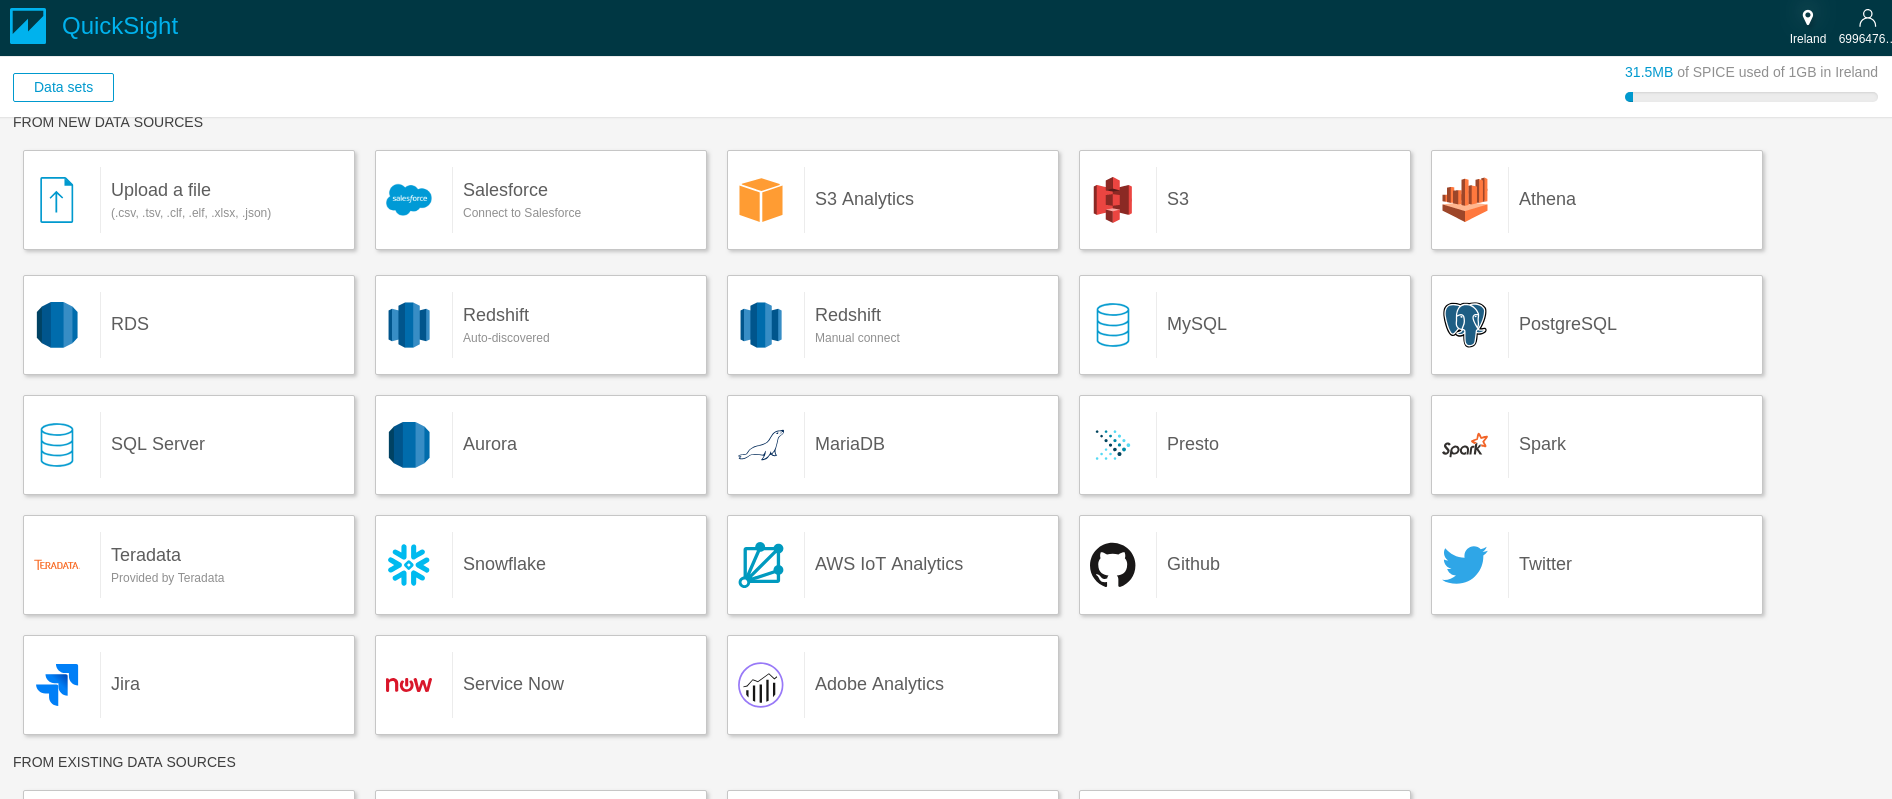 QuickSight
Ireland
6996476...
Data sets
31.5MB of SPICE used of 1GB in Ireland
FROM NEW DATA SOURCES
Upload a file
(.csv, .tsv, .clf, .elf, .xlsx, .json)
salesforce
Salesforce
Connect to Salesforce
S3 Analytics
S3
Athena
RDS
Redshift
Auto-discovered
Redshift
Manual connect
MySQL
PostgreSQL
SQL Server
Aurora
MariaDB
Presto
Spark
Spark
TERADATA
Teradata
Provided by Teradata
Snowflake
AWS IoT Analytics
Github
Twitter
Jira
now
Service Now
Adobe Analytics
FROM EXISTING DATA SOURCES